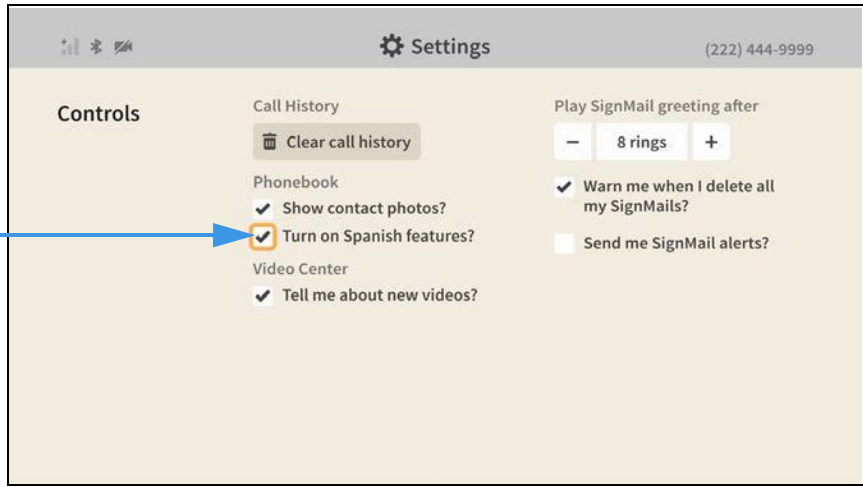 Settings
(222) 444-9999
Controls
Call History
Clear call history
Phonebook
Show contact photos?
Turn on Spanish features?
Video Center
Tell me about new videos?
Play SignMail greeting after
− 8 rings +
Warn me when I delete all
my SignMails?
Send me SignMail alerts?